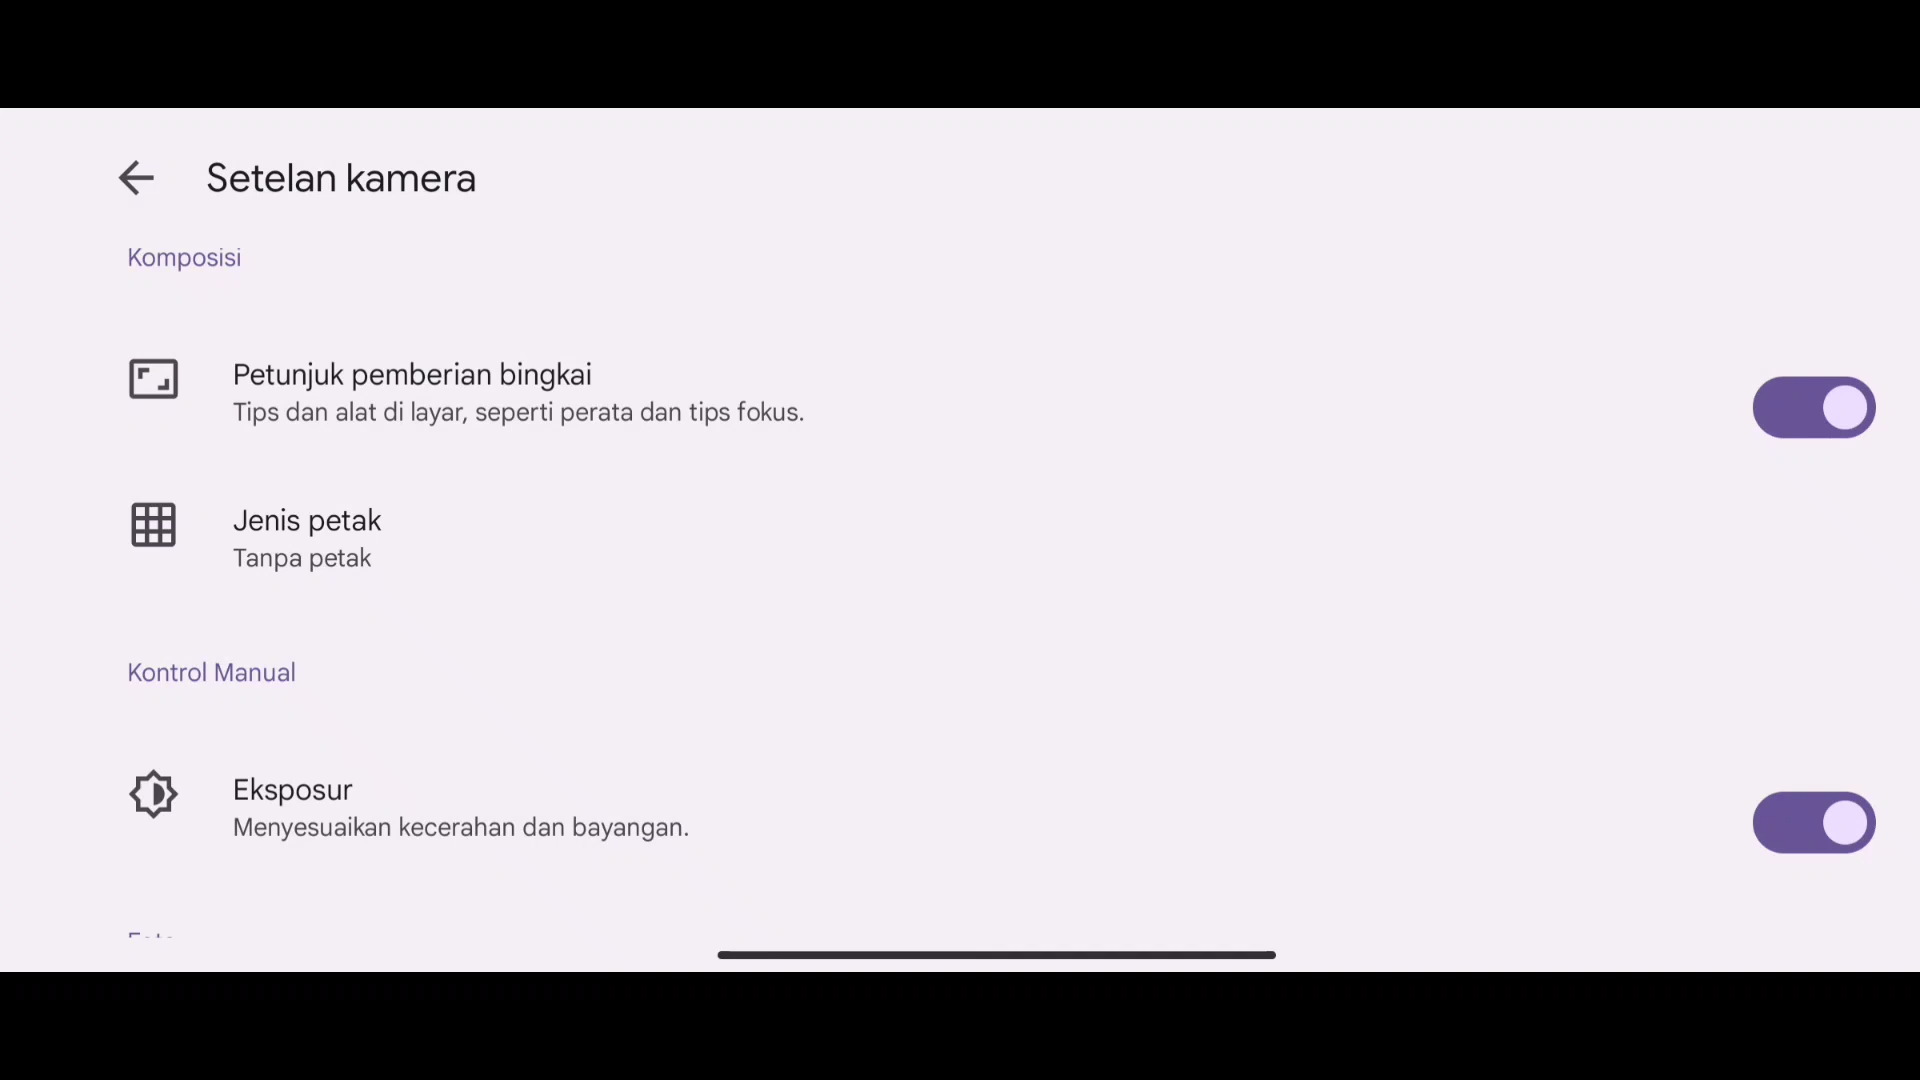 Setelan kamera
Komposisi
Petunjuk pemberian bingkai
Tips dan alat di layar, seperti perata dan tips fokus.
Jenis petak
Tanpa petak
Kontrol Manual
Eksposur
Menyesuaikan kecerahan dan bayangan.